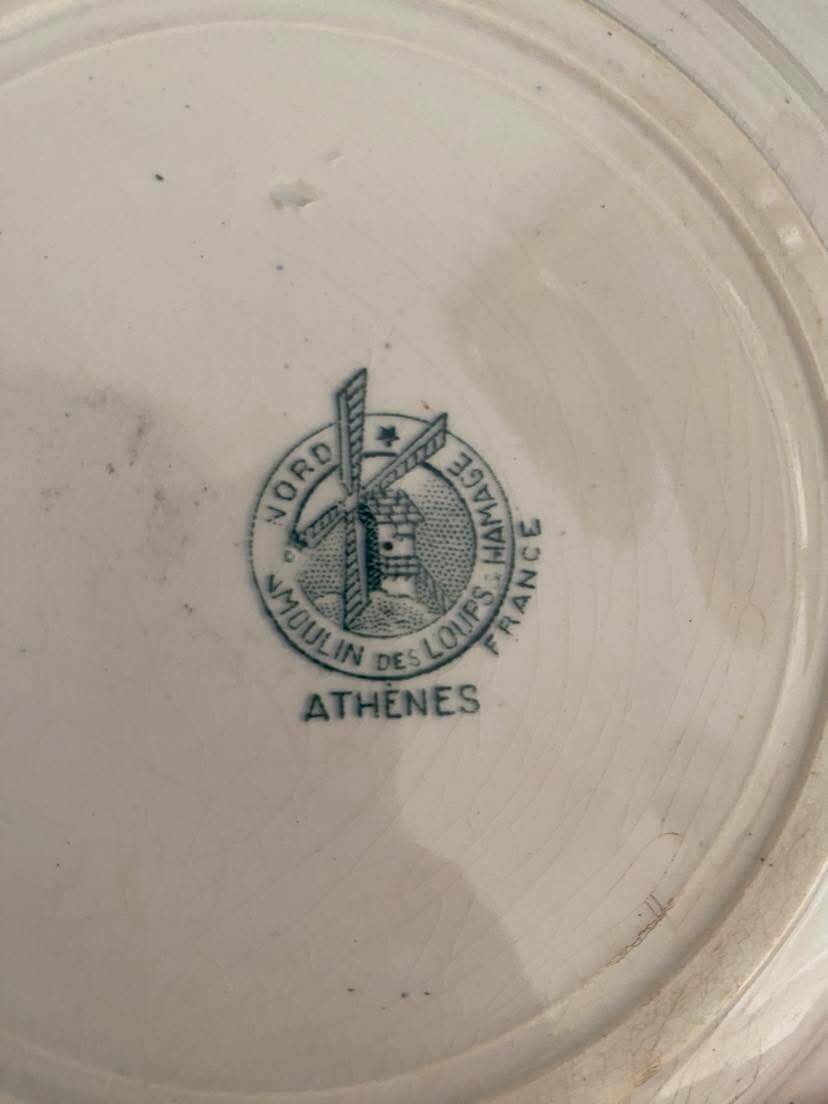 NORD
MOULIN DES LOUPS
HAMAGE
FRANCE
ATHÈNES